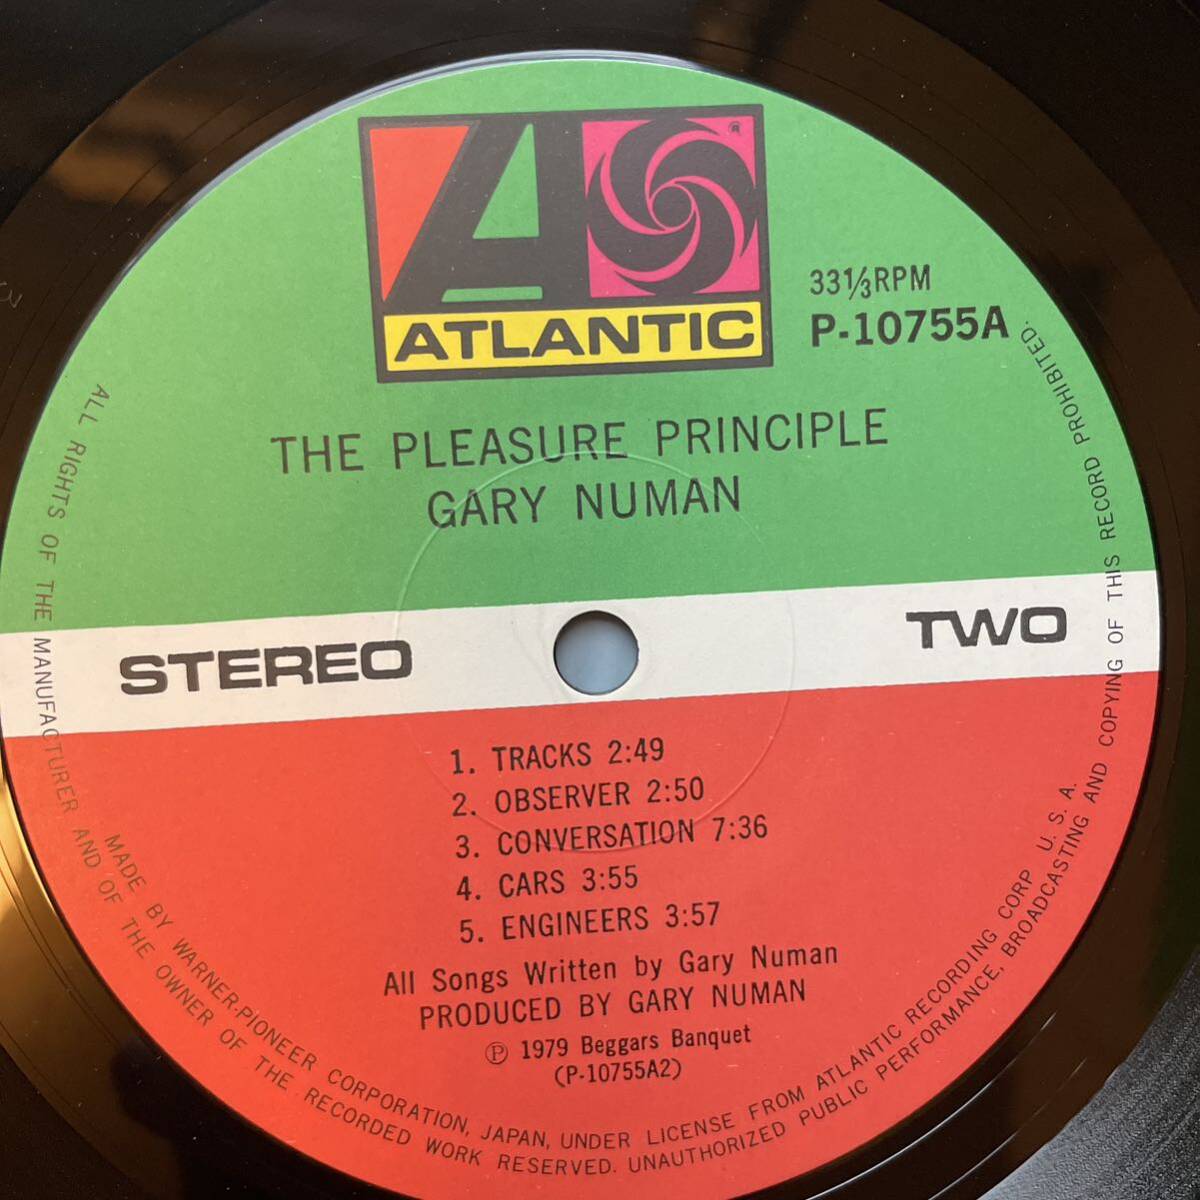 ATLANTIC
®
33⅓RPM
P-10755A
THE PLEASURE PRINCIPLE
GARY NUMAN
STEREO
TWO
1. TRACKS 2:49
2. OBSERVER 2:50
3. CONVERSATION 7:36
4. CARS 3:55
5. ENGINEERS 3:57
All Songs Written by Gary Numan
PRODUCED BY GARY NUMAN
Ⓟ 1979 Beggars Banquet
(P-10755A2)
MADE BY WARNER-PIONEER CORPORATION, JAPAN, UNDER LICENSE FROM ATLANTIC RECORDING CORP. U. S. A.
ALL RIGHTS OF THE MANUFACTURER AND OF THE OWNER OF THE RECORDED WORK RESERVED. UNAUTHORIZED PUBLIC PERFORMANCE, BROADCASTING AND COPYING OF THIS RECORD PROHIBITED.